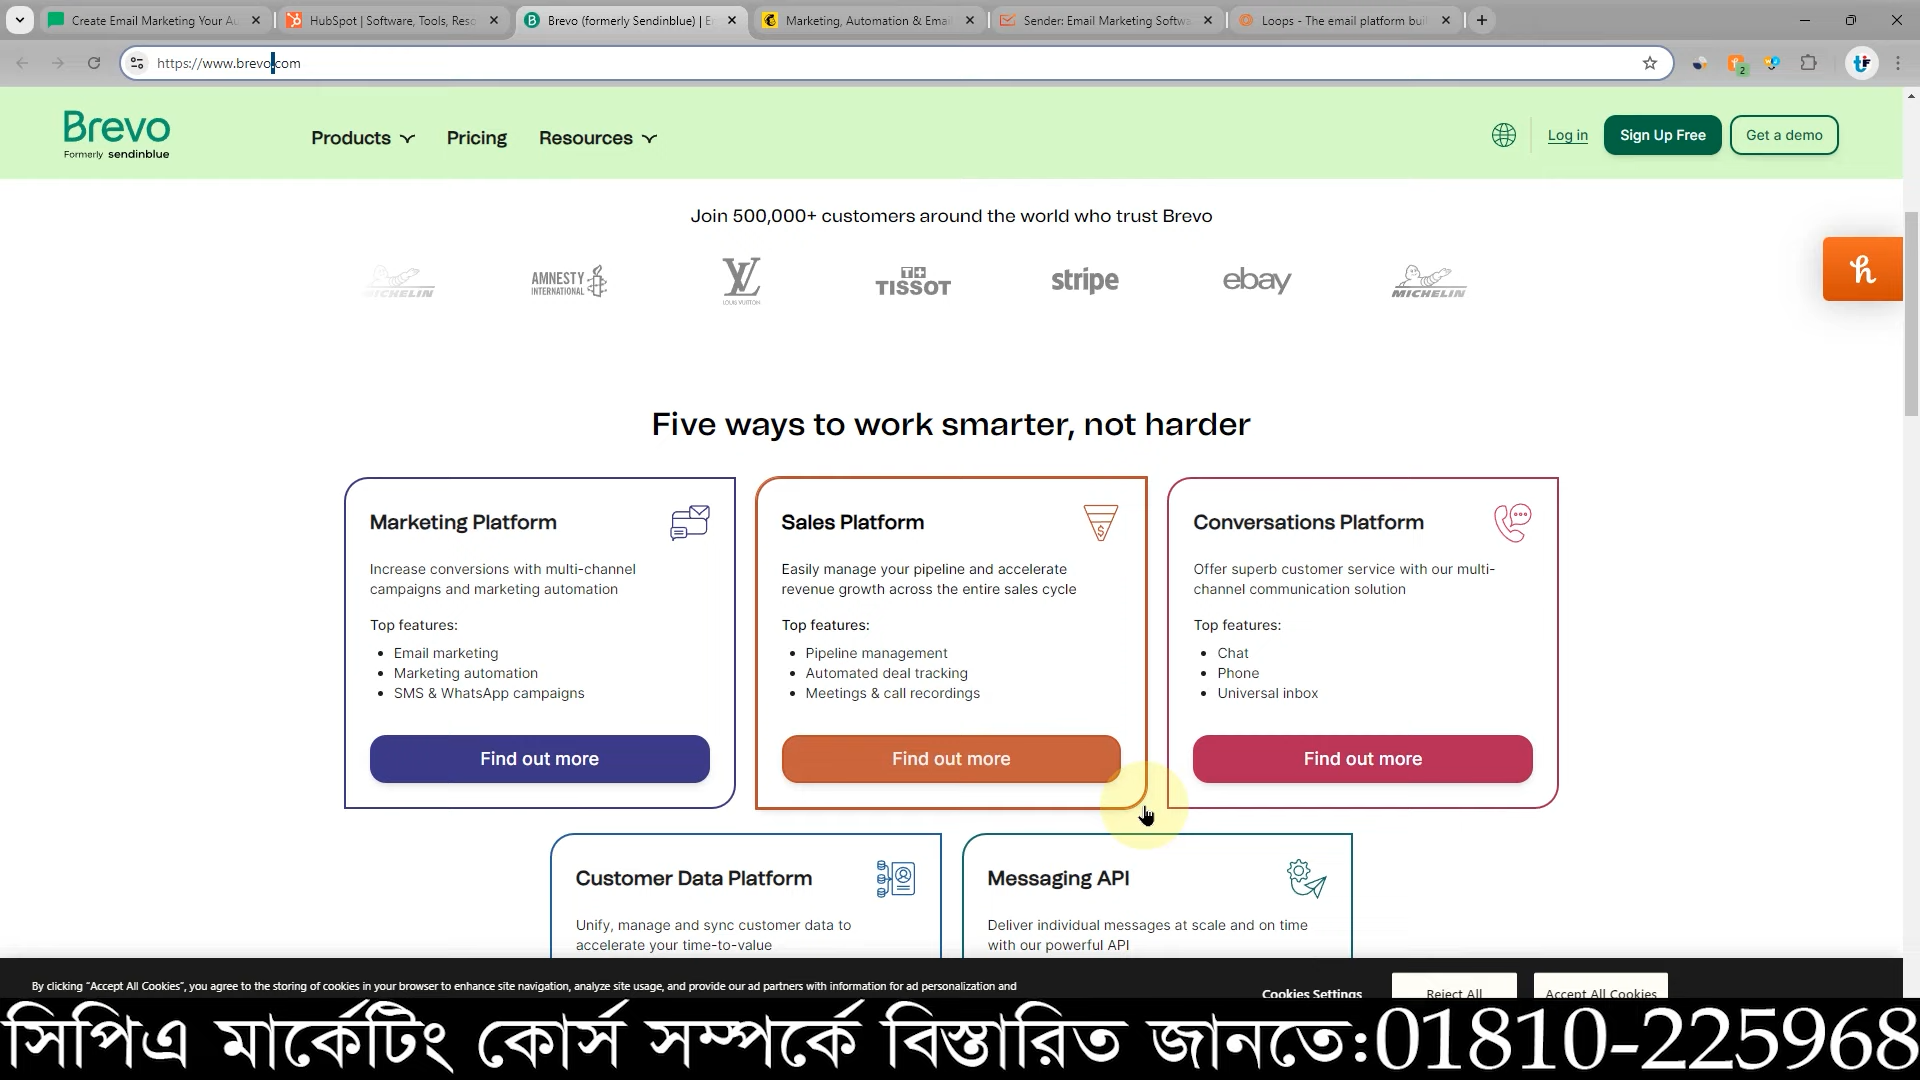 Create Email Marketing Your Au
HubSpot | Software, Tools, Reso
Brevo (formerly Sendinblue) | E
Marketing, Automation & Email
Sender: Email Marketing Softwa
Loops - The email platform buil
https://www.brevo.com
2
tF
Brevo
Formerly sendinblue
Products
Pricing
Resources
Log in
Sign Up Free
Get a demo
Join 500,000+ customers around the world who trust Brevo
MICHELIN
AMNESTY INTERNATIONAL
LV
LOUIS VUITTON
TISSOT
stripe
ebay
MICHELIN
Five ways to work smarter, not harder
Marketing Platform
Increase conversions with multi-channel
campaigns and marketing automation
Top features:
• Email marketing
• Marketing automation
• SMS & WhatsApp campaigns
Find out more
Sales Platform
Easily manage your pipeline and accelerate
revenue growth across the entire sales cycle
Top features:
• Pipeline management
• Automated deal tracking
• Meetings & call recordings
Find out more
Conversations Platform
Offer superb customer service with our multi-
channel communication solution
Top features:
• Chat
• Phone
• Universal inbox
Find out more
Customer Data Platform
Unify, manage and sync customer data to
accelerate your time-to-value
Messaging API
Deliver individual messages at scale and on time
with our powerful API
By clicking “Accept All Cookies”, you agree to the storing of cookies in your browser to enhance site navigation, analyze site usage, and provide our ad partners with information for ad personalization and
Cookies Settings
Reject All
Accept All Cookies
সিপিএ মার্কেটিং কোর্স সম্পর্কে বিস্তারিত জানতে:01810-225968